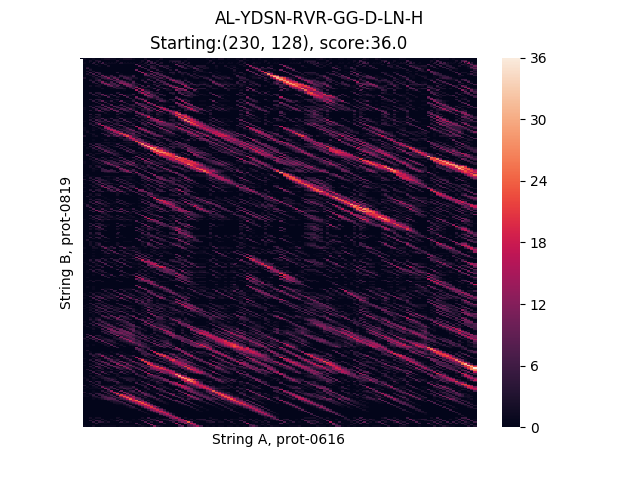 AL-YDSN-RVR-GG-D-LN-H
Starting:(230, 128), score:36.0
String B, prot-0819
String A, prot-0616
36
30
24
18
12
6
0